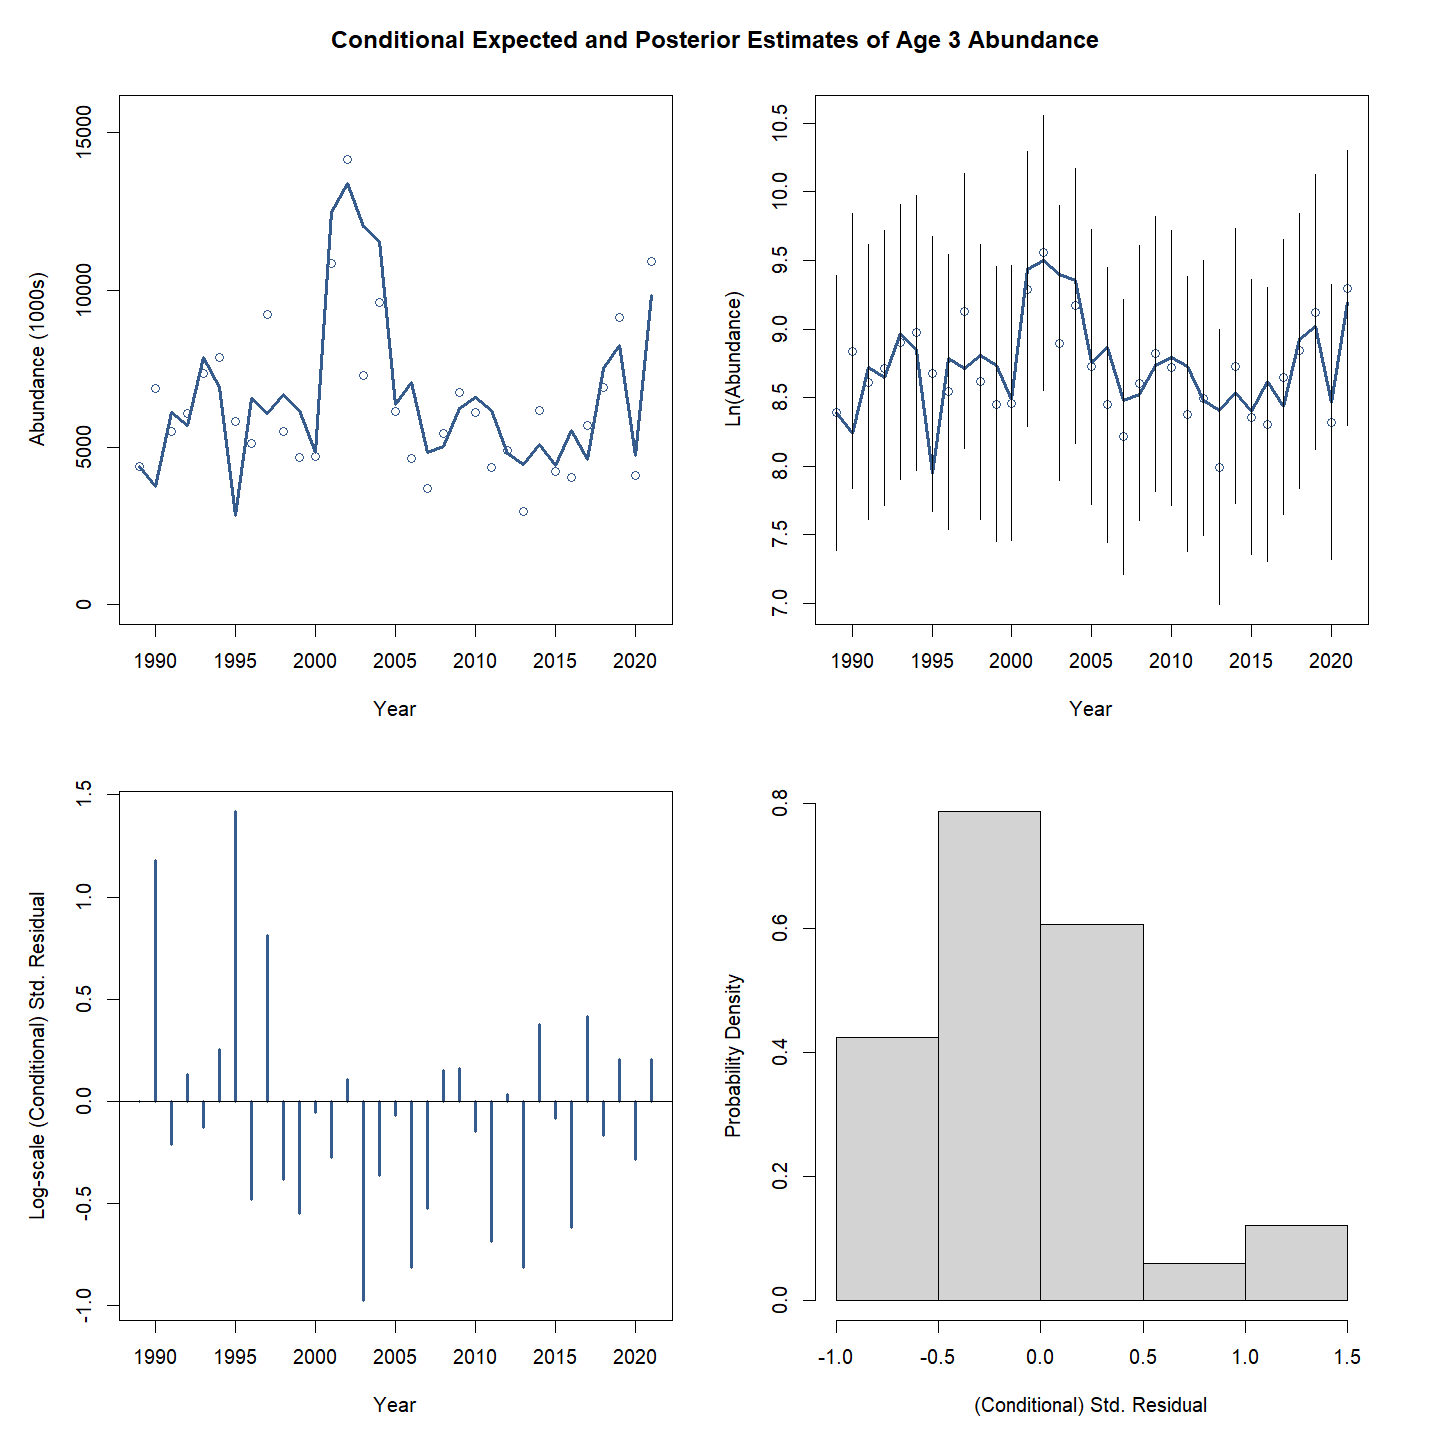 Conditional Expected and Posterior Estimates of Age 3 Abundance
Abundance (1000s)
15000
10000
5000
0
1990 1995 2000 2005 2010 2015 2020
Year
Ln(Abundance)
10.5
10.0
9.5
9.0
8.5
8.0
7.5
7.0
1990 1995 2000 2005 2010 2015 2020
Year
Log-scale (Conditional) Std. Residual
1.5
1.0
0.5
0.0
-0.5
-1.0
1990 1995 2000 2005 2010 2015 2020
Year
Probability Density
0.8
0.6
0.4
0.2
0.0
-1.0 -0.5 0.0 0.5 1.0 1.5
(Conditional) Std. Residual